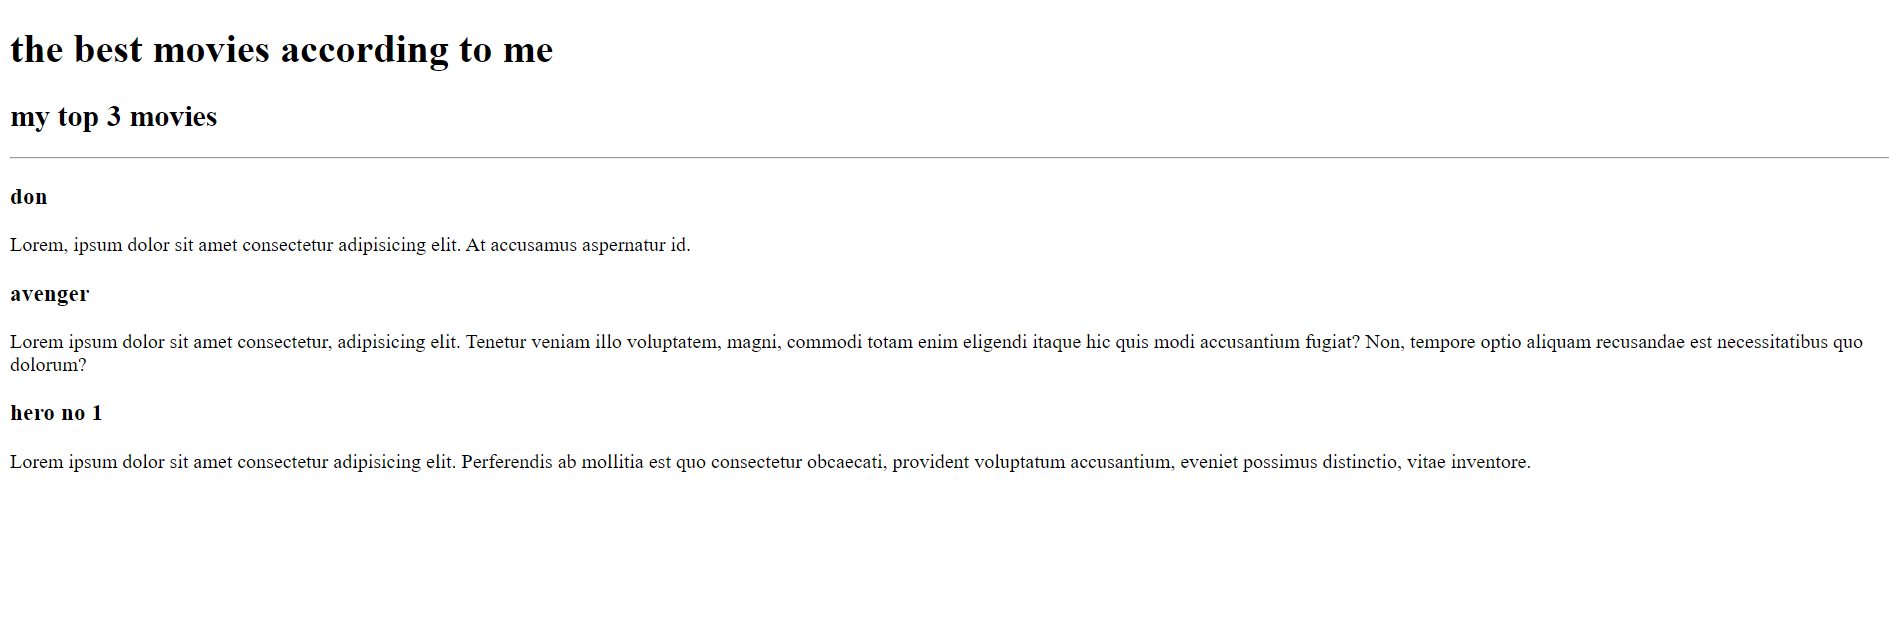 the best movies according to me
my top 3 movies
don
Lorem, ipsum dolor sit amet consectetur adipisicing elit. At accusamus aspernatur id.
avenger
Lorem ipsum dolor sit amet consectetur, adipisicing elit. Tenetur veniam illo voluptatem, magni, commodi totam enim eligendi itaque hic quis modi accusantium fugiat? Non, tempore optio aliquam recusandae est necessitatibus quo
dolorum?
hero no 1
Lorem ipsum dolor sit amet consectetur adipisicing elit. Perferendis ab mollitia est quo consectetur obcaecati, provident voluptatum accusantium, eveniet possimus distinctio, vitae inventore.